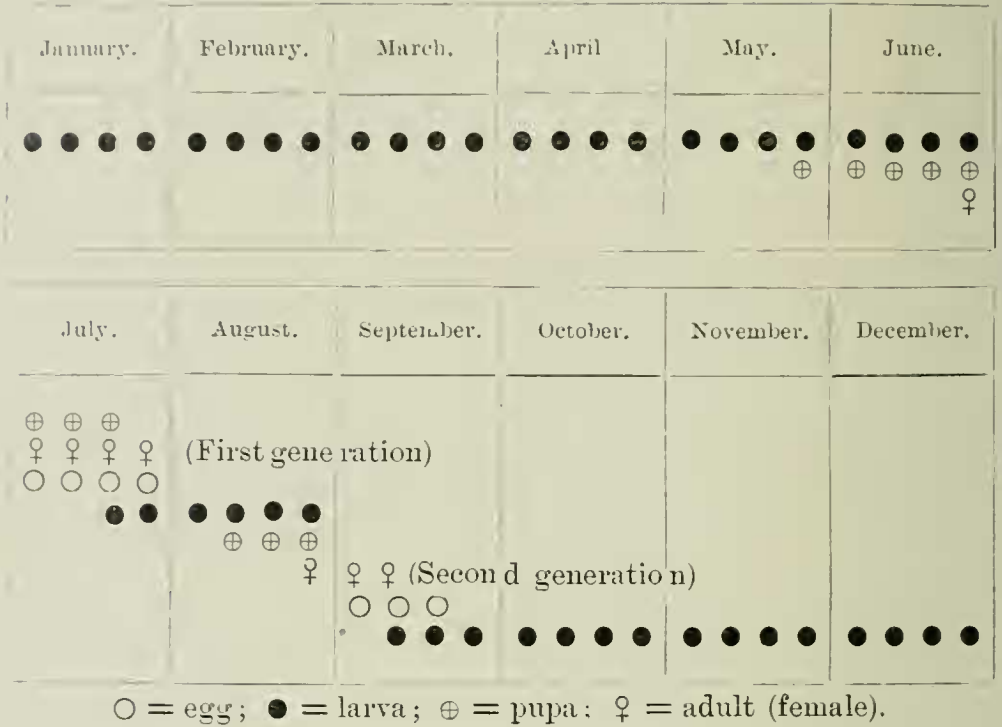 January. February. March. April May. June.
July. August. September. October. November. December.
(First generation)
(Second generation)
○ = egg; ● = larva; ⊕ = pupa: ♀ = adult (female).